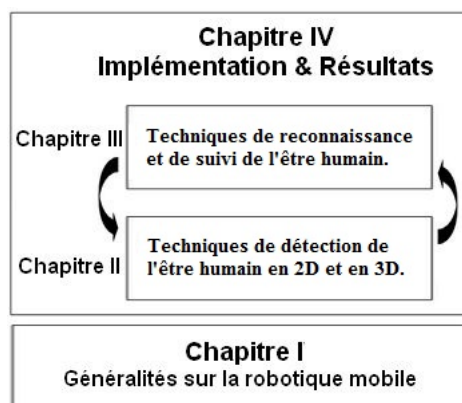 Chapitre IV
Implémentation & Résultats
Chapitre III
Techniques de reconnaissance
et de suivi de l'être humain.
Chapitre II
Techniques de détection de
l'être humain en 2D et en 3D.
Chapitre I
Généralités sur la robotique mobile